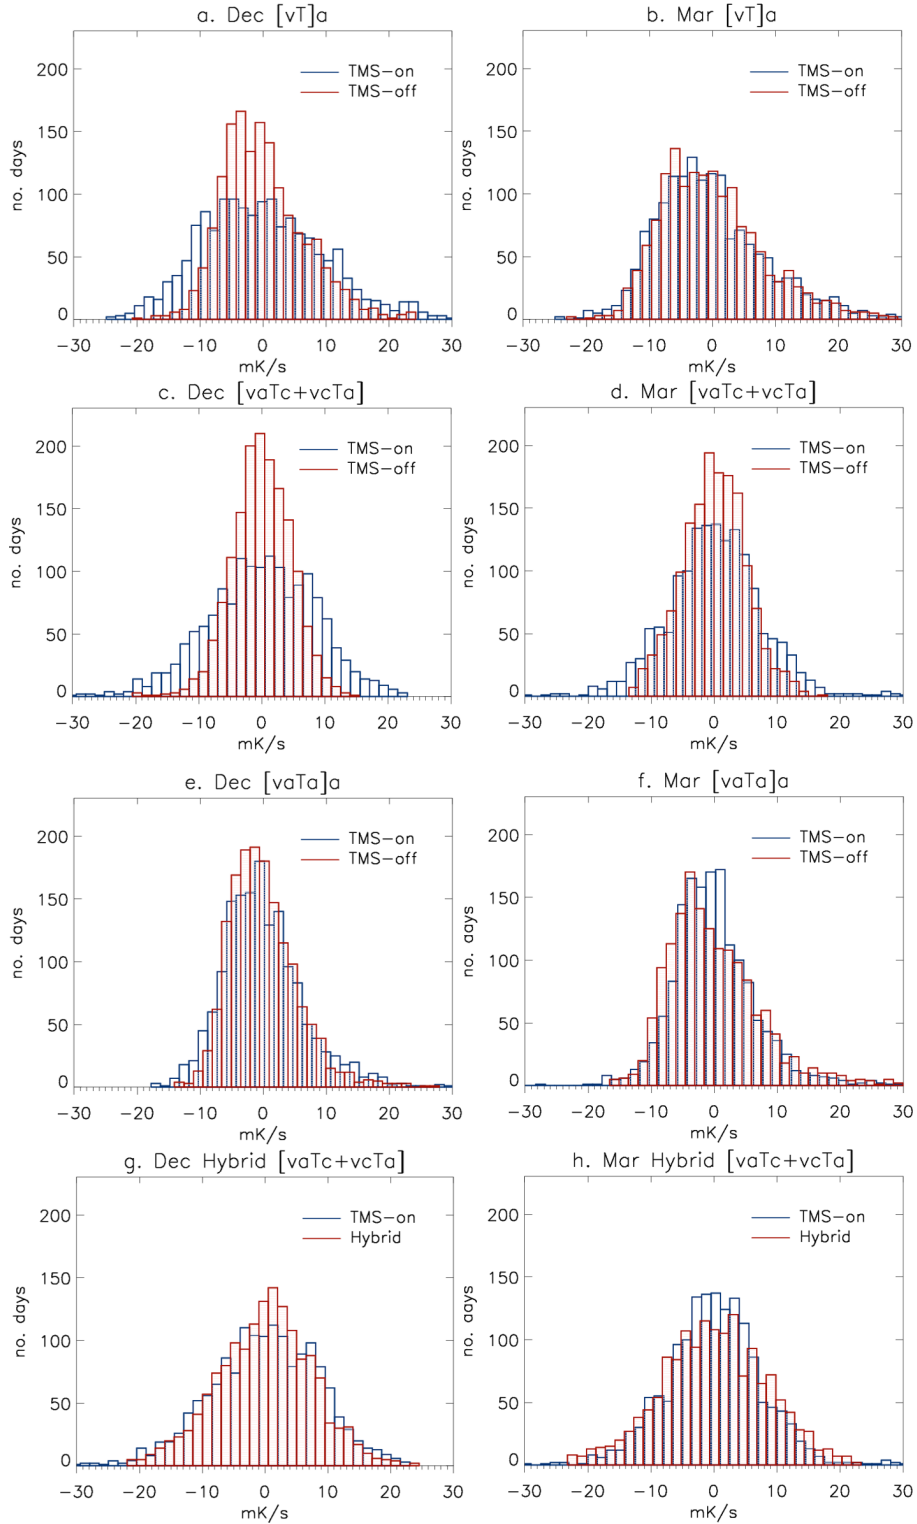 a. Dec [vT]a
200
150
100
50
0
no. days
TMS-on
TMS-off
-30 -20 -10 0 10 20 30
mK/s
b. Mar [vT]a
200
150
100
50
0
no. days
TMS-on
TMS-off
-30 -20 -10 0 10 20 30
mK/s
c. Dec [vaTc+vcTa]
200
150
100
50
0
no. days
TMS-on
TMS-off
-30 -20 -10 0 10 20 30
mK/s
d. Mar [vaTc+vcTa]
200
150
100
50
0
no. days
TMS-on
TMS-off
-30 -20 -10 0 10 20 30
mK/s
e. Dec [vaTa]a
200
150
100
50
0
no. days
TMS-on
TMS-off
-30 -20 -10 0 10 20 30
mK/s
f. Mar [vaTa]a
200
150
100
50
0
no. days
TMS-on
TMS-off
-30 -20 -10 0 10 20 30
mK/s
g. Dec Hybrid [vaTc+vcTa]
200
150
100
50
0
no. days
TMS-on
Hybrid
-30 -20 -10 0 10 20 30
mK/s
h. Mar Hybrid [vaTc+vcTa]
200
150
100
50
0
no. days
TMS-on
Hybrid
-30 -20 -10 0 10 20 30
mK/s